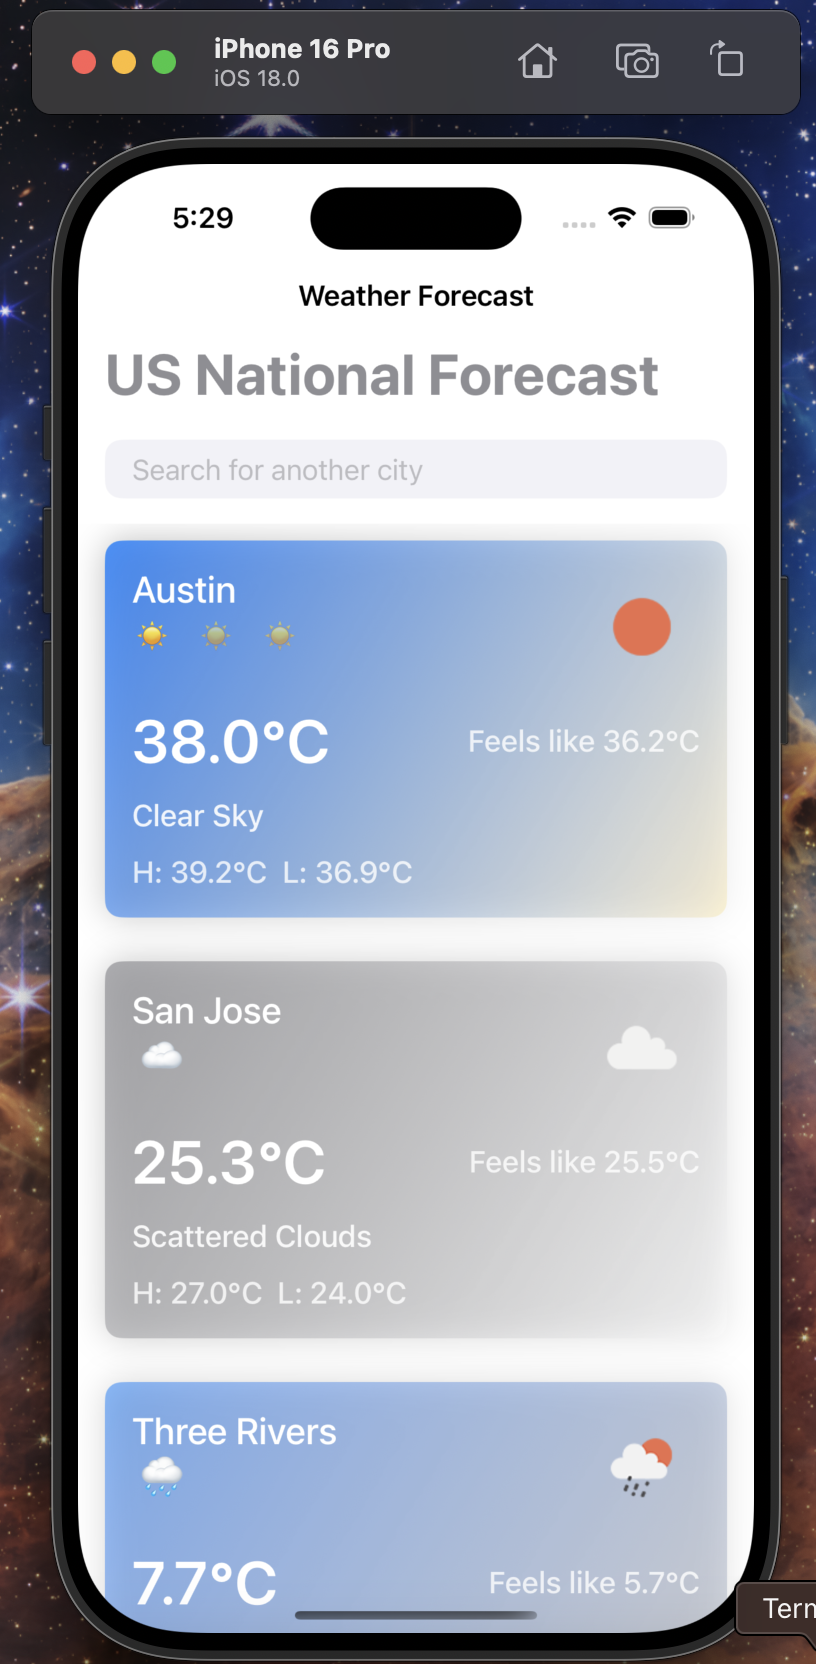 iPhone 16 Pro
iOS 18.0
5:29
Weather Forecast
US National Forecast
Search for another city
Austin
38.0°C
Feels like 36.2°C
Clear Sky
H: 39.2°C L: 36.9°C
San Jose
25.3°C
Feels like 25.5°C
Scattered Clouds
H: 27.0°C L: 24.0°C
Three Rivers
7.7°C
Feels like 5.7°C